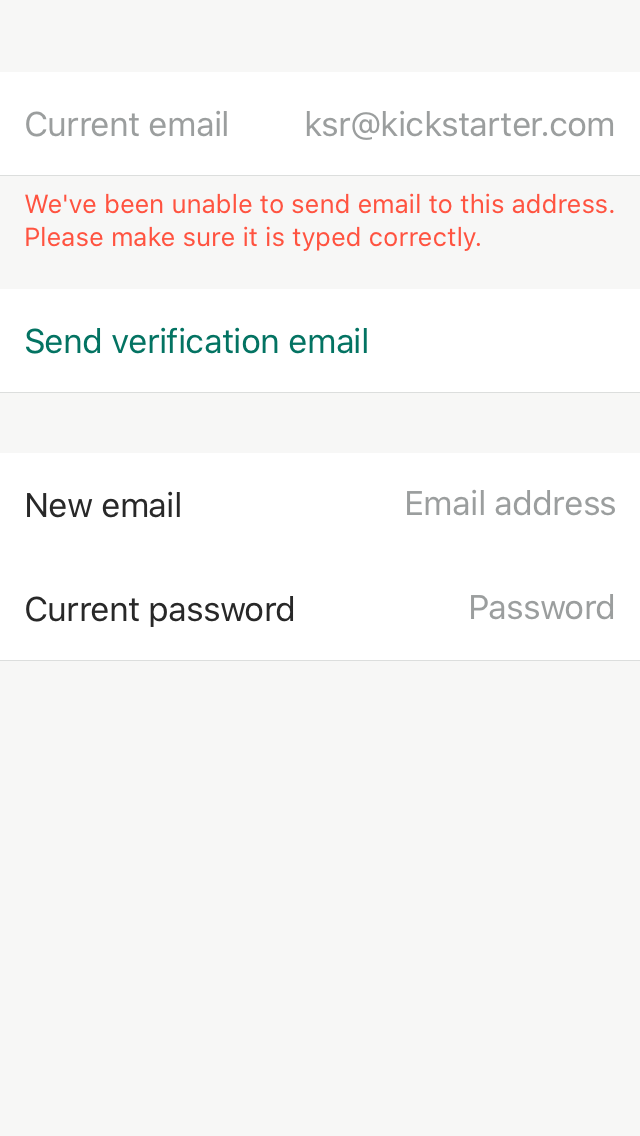 Current email ksr@kickstarter.com
We've been unable to send email to this address.
Please make sure it is typed correctly.
Send verification email
New email Email address
Current password Password